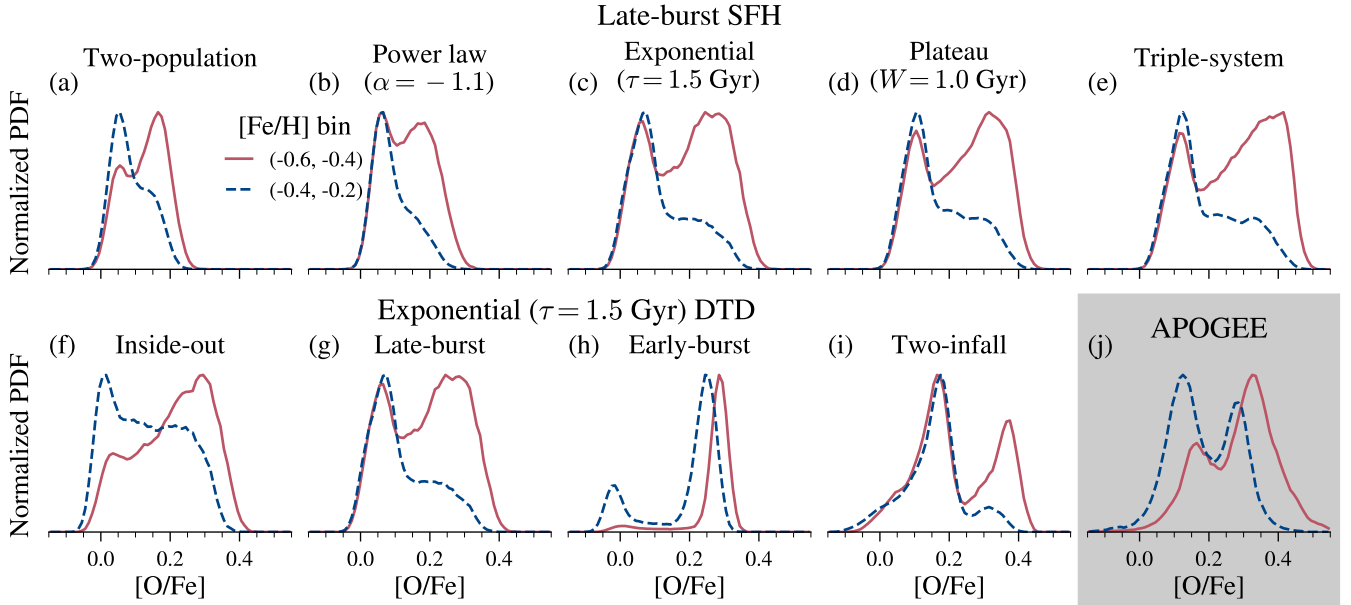 Late-burst SFH
(a) Two-population
(b) Power law
(α = −1.1)
(c) Exponential
(τ = 1.5 Gyr)
(d) Plateau
(W = 1.0 Gyr)
(e) Triple-system
Normalized PDF
[Fe/H] bin
(-0.6, -0.4)
(-0.4, -0.2)
Exponential (τ = 1.5 Gyr) DTD
(f) Inside-out
(g) Late-burst
(h) Early-burst
(i) Two-infall
(j) APOGEE
Normalized PDF
0.0 0.2 0.4
0.0 0.2 0.4
0.0 0.2 0.4
0.0 0.2 0.4
0.0 0.2 0.4
[O/Fe]
[O/Fe]
[O/Fe]
[O/Fe]
[O/Fe]